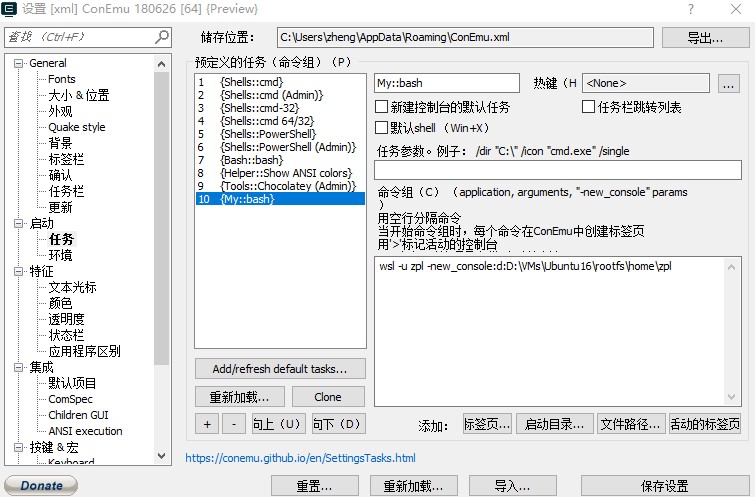 设置 [xml] ConEmu 180626 [64] {Preview}
查找 (Ctrl+F)
General
Fonts
大小 & 位置
外观
Quake style
背景
标签栏
确认
任务栏
更新
启动
任务
环境
特征
文本光标
颜色
透明度
状态栏
应用程序区别
集成
默认项目
ComSpec
Children GUI
ANSI execution
按键 & 宏
Keyboard
储存位置:
C:\Users\zheng\AppData\Roaming\ConEmu.xml
导出...
预定义的任务(命令组)(P)
1 {Shells::cmd}
2 {Shells::cmd (Admin)}
3 {Shells::cmd-32}
4 {Shells::cmd 64/32}
5 {Shells::PowerShell}
6 {Shells::PowerShell (Admin)}
7 {Bash::bash}
8 {Helper::Show ANSI colors}
9 {Tools::Chocolatey (Admin)}
10 {My::bash}
My::bash
热键(H
<None>
...
新建控制台的默认任务
任务栏跳转列表
默认shell(Win+X)
任务参数。例子: /dir "C:\" /icon "cmd.exe" /single
命令组(C) (application, arguments, "-new_console" params
)
用空行分隔命令
当开始命令组时,每个命令在ConEmu中创建标签页
用'>'标记活动的控制台
wsl -u zpl -new_console:d:D:\VMs\Ubuntu16\rootfs\home\zpl
Add/refresh default tasks...
重新加载...
Clone
+
-
向上(U)
向下(D)
添加:
标签页...
启动目录...
文件路径...
活动的标签页
https://conemu.github.io/en/SettingsTasks.html
Donate
重置...
重新加载...
导入...
保存设置